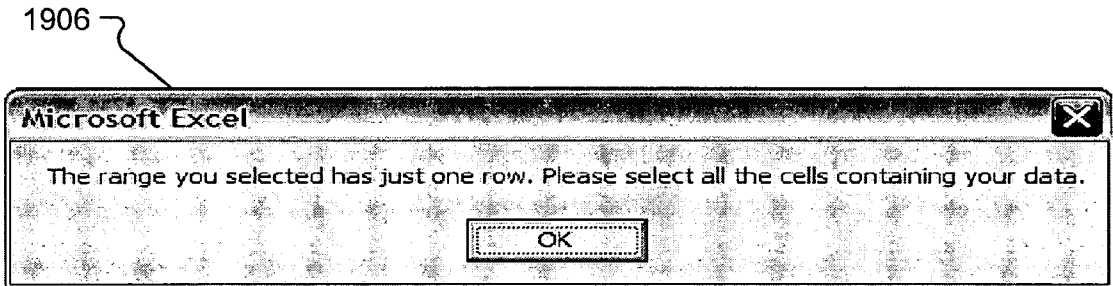 1906
Microsoft Excel
The range you selected has just one row. Please select all the cells containing your data.
OK